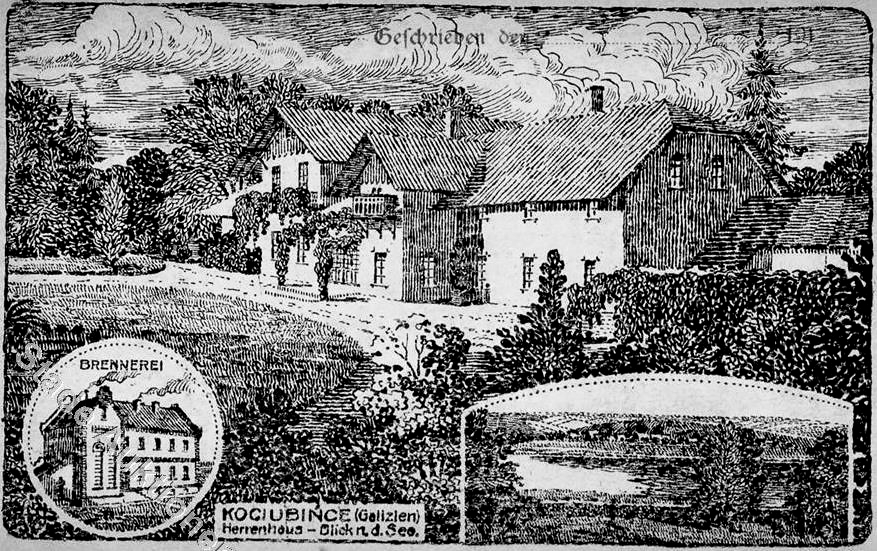 Geschrieben den
191
BRENNEREI
KOCIUBINCE (Galizien)
Herrenhaus – Blick n. d. See.